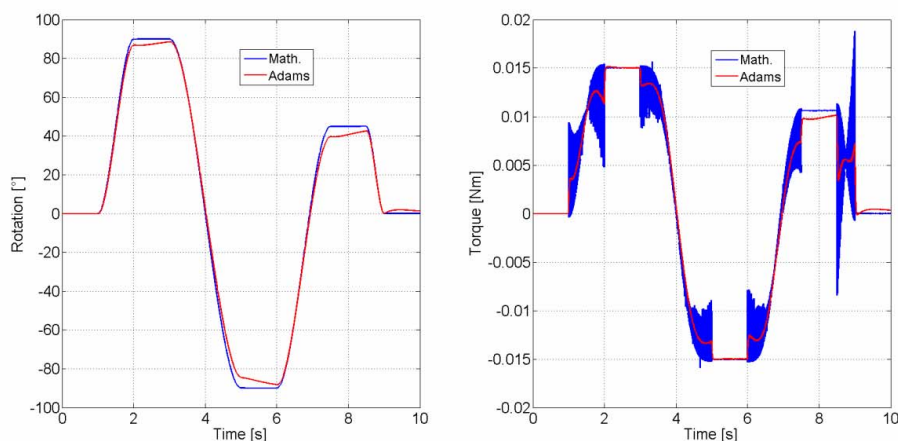 100
80
60
40
20
0
-20
-40
-60
-80
-100
Rotation [°]
Math.
Adams
0 2 4 6 8 10
Time [s]
0.02
0.015
0.01
0.005
0
-0.005
-0.01
-0.015
-0.02
Torque [Nm]
Math.
Adams
0 2 4 6 8 10
Time [s]